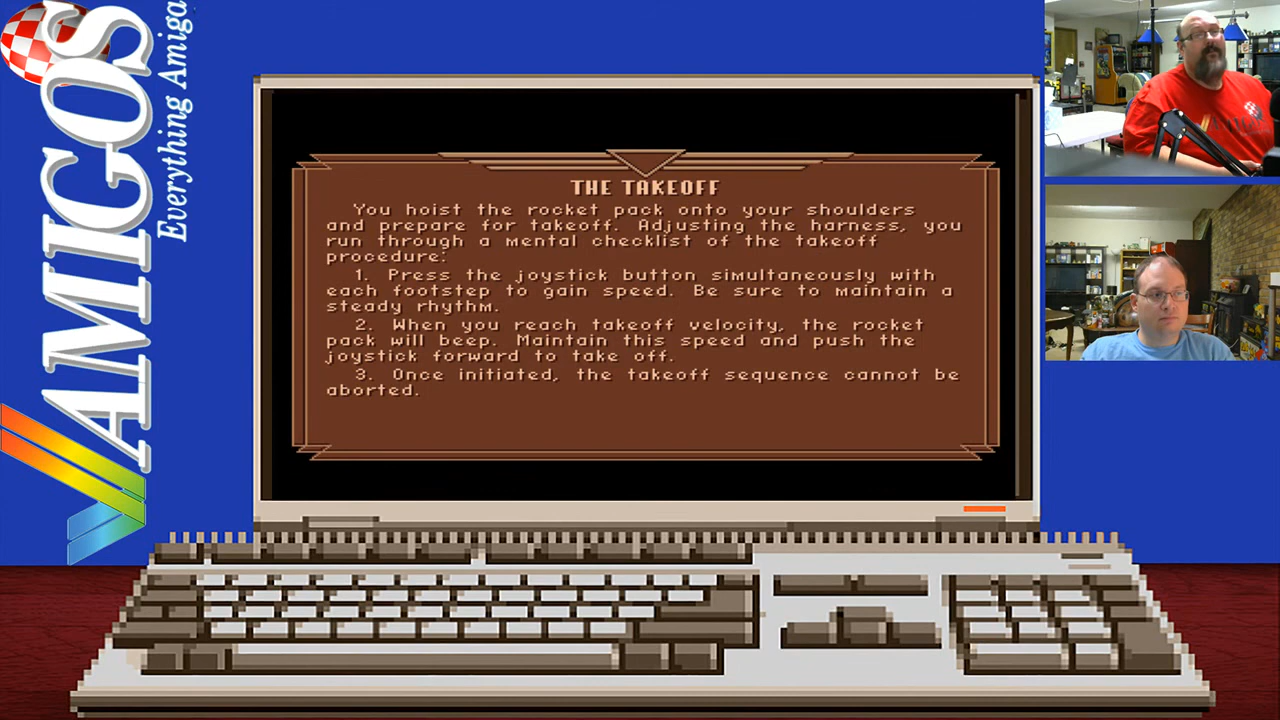 AMIGOS
Everything Amiga
THE TAKEOFF
You hoist the rocket pack onto your shoulders
and prepare for takeoff. Adjusting the harness, you
run through a mental checklist of the takeoff
procedure:
1. Press the joystick button simultaneously with
each footstep to gain speed. Be sure to maintain a
steady rhythm.
2. When you reach takeoff velocity, the rocket
pack will beep. Maintain this speed and push the
joystick forward to take off.
3. Once initiated, the takeoff sequence cannot be
aborted.